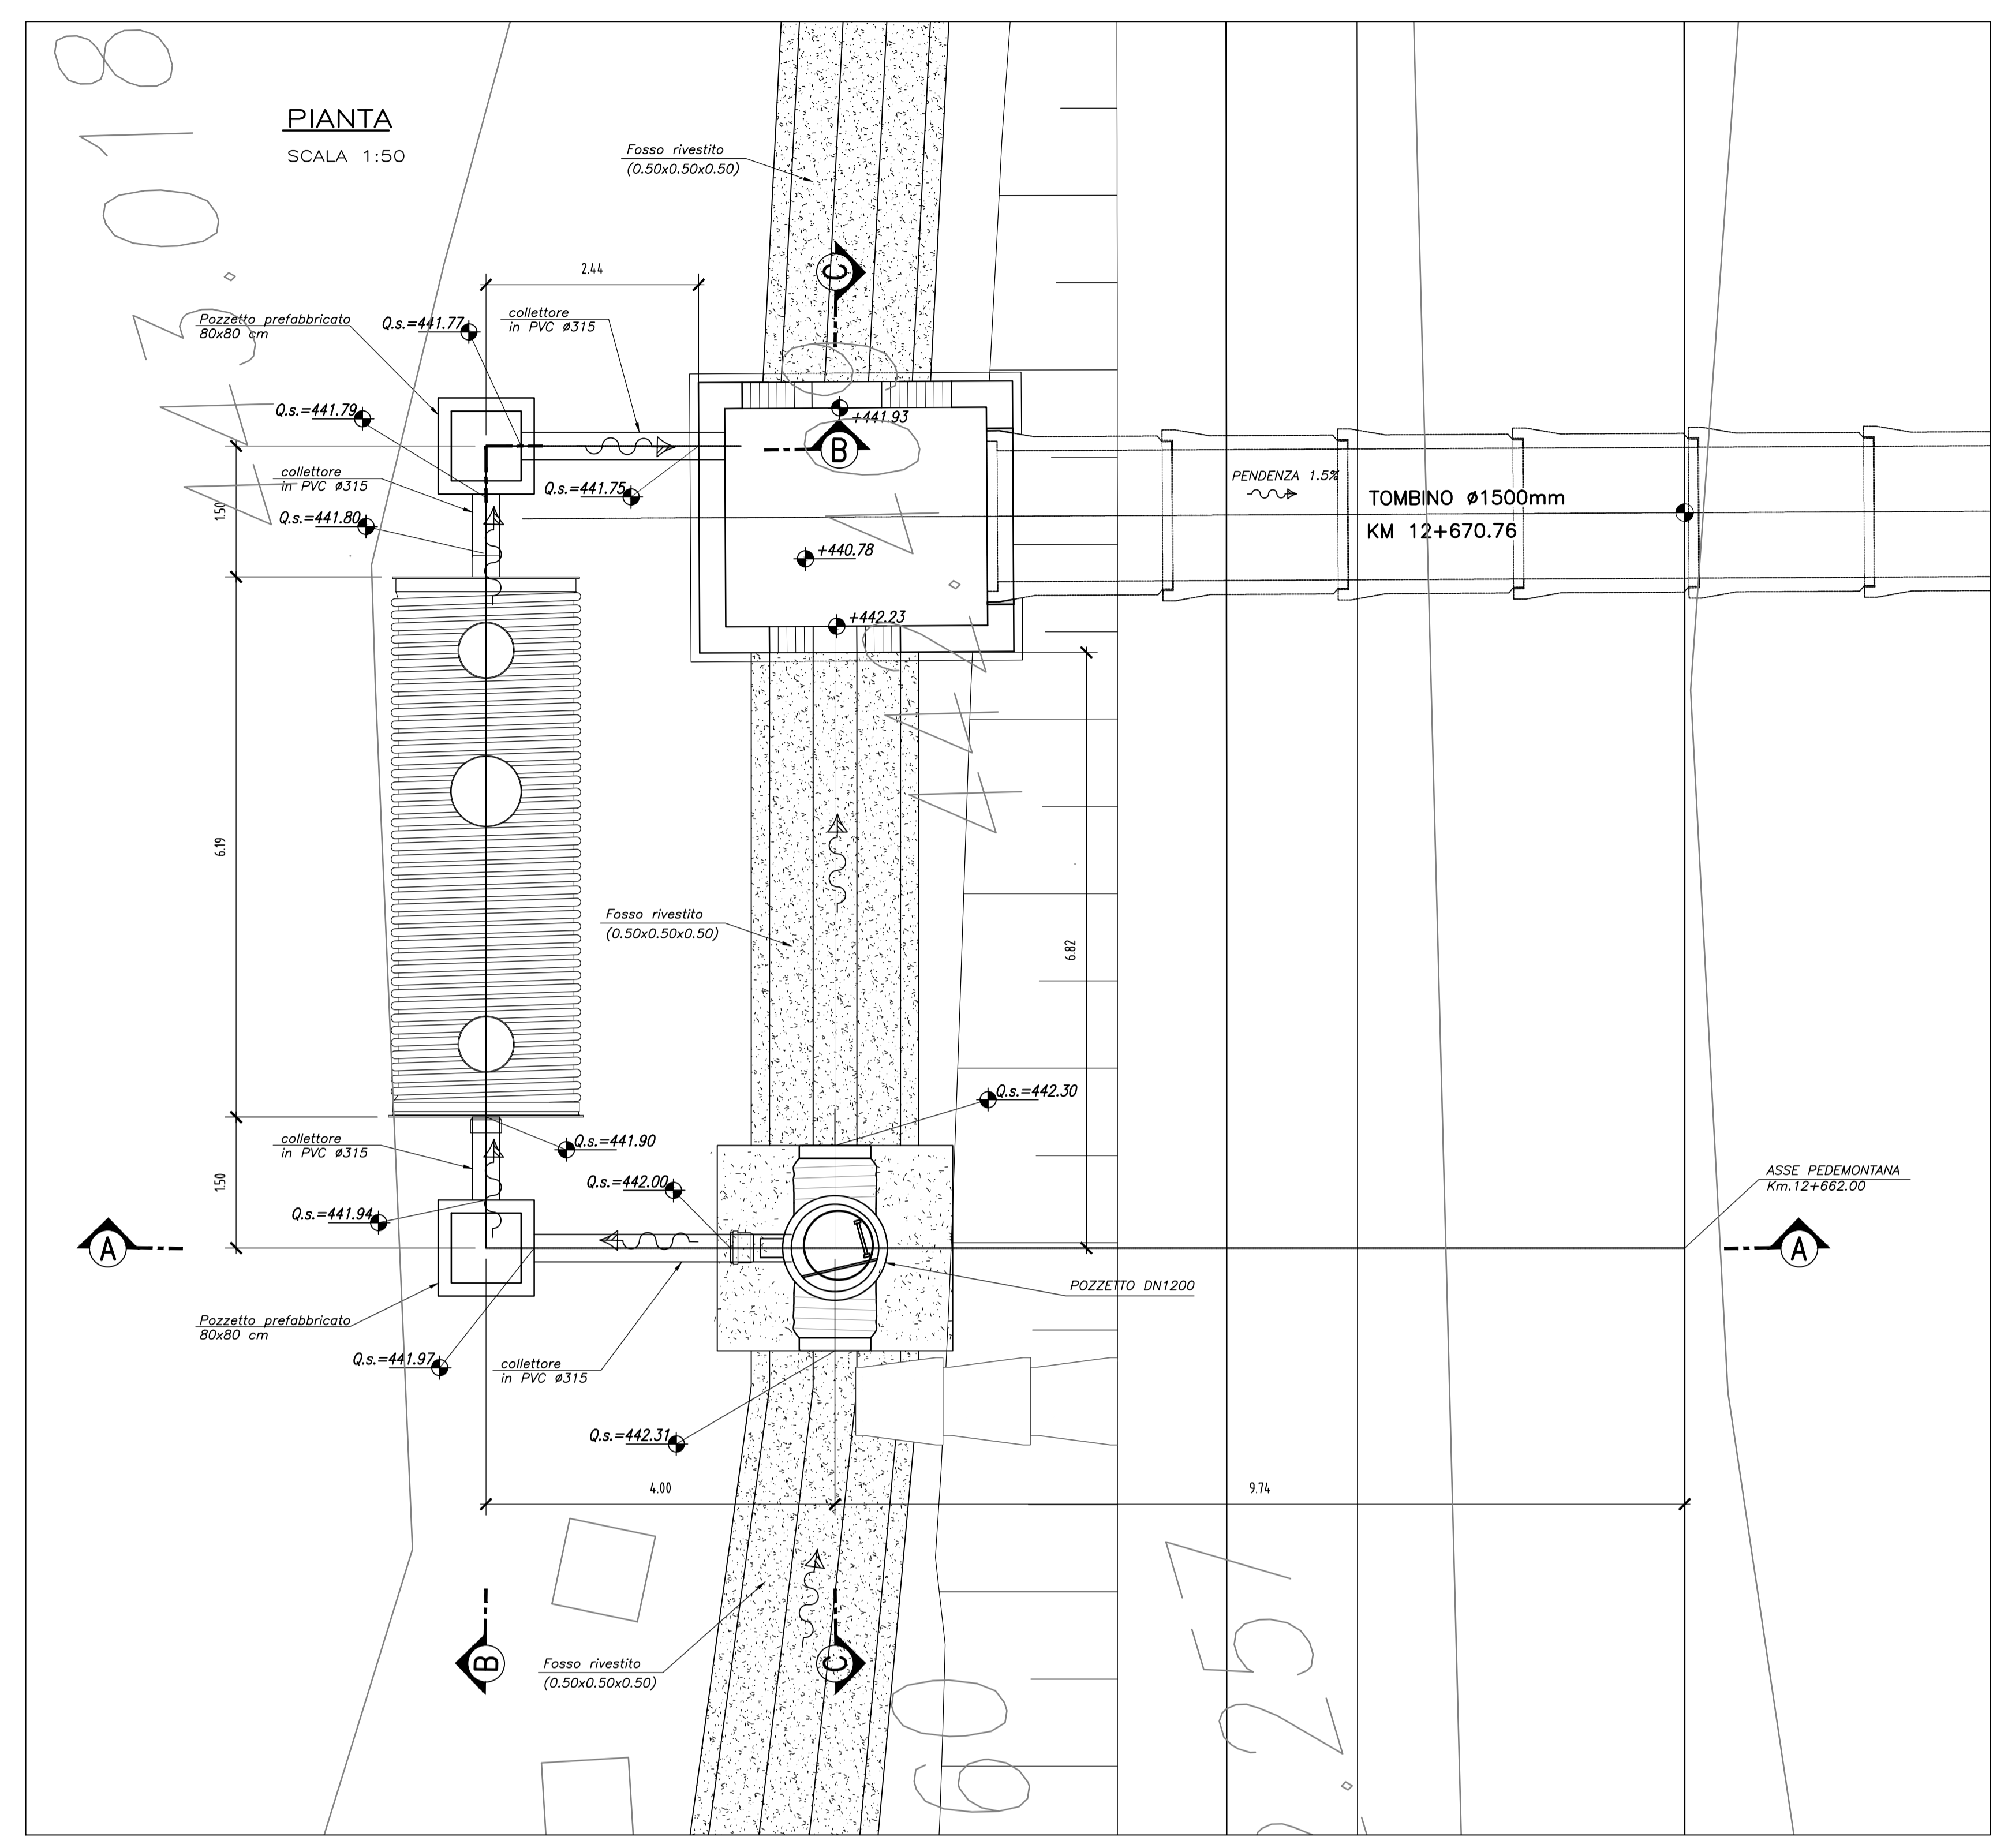 PIANTA
SCALA 1:50
Fosso rivestito
(0.50x0.50x0.50)
C
2.44
Pozzetto prefabbricato
80x80 cm
Q.s.=441.77
collettore
in PVC ø315
Q.s.=441.79
+441.93
B
collettore
in PVC ø315
Q.s.=441.75
1.50
Q.s.=441.80
PENDENZA 1.5%
TOMBINO ø1500mm
KM 12+670.76
+440.78
+442.23
6.19
Fosso rivestito
(0.50x0.50x0.50)
6.82
Q.s.=442.30
collettore
in PVC ø315
Q.s.=441.90
1.50
Q.s.=442.00
Q.s.=441.94
ASSE PEDEMONTANA
Km.12+662.00
A
A
POZZETTO DN1200
Pozzetto prefabbricato
80x80 cm
Q.s.=441.97
collettore
in PVC ø315
Q.s.=442.31
4.00
9.74
B
C
Fosso rivestito
(0.50x0.50x0.50)